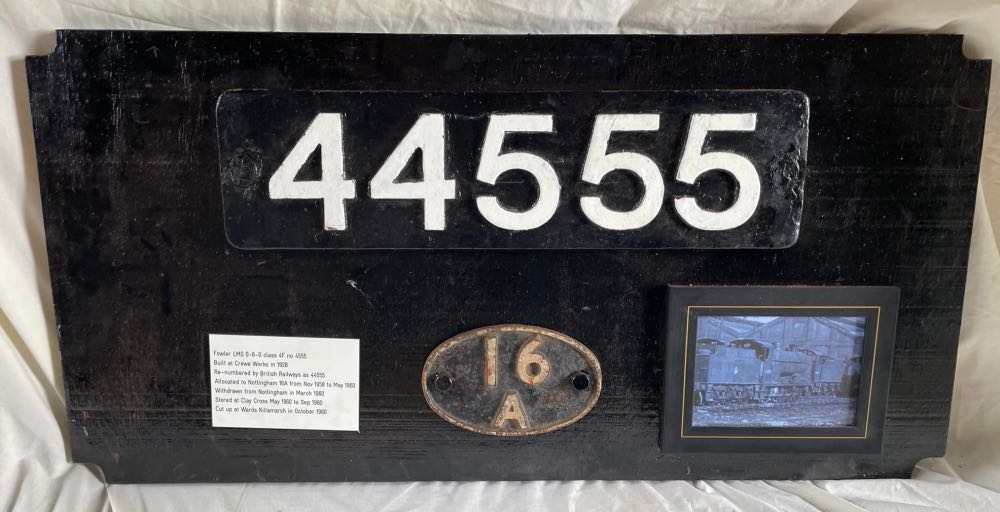 44555
Fowler LMS 0-6-0 class 4F no 4555
Built at Crewe Works in 1928
Re-numbered by British Railways as 44555
Allocated to Nottingham 16A from Nov 1958 to May 1960
Withdrawn from Nottingham in March 1960
Stored at Clay Cross May 1960 to Sep 1960
Cut up at Wards Killamarsh in October 1960
16
A